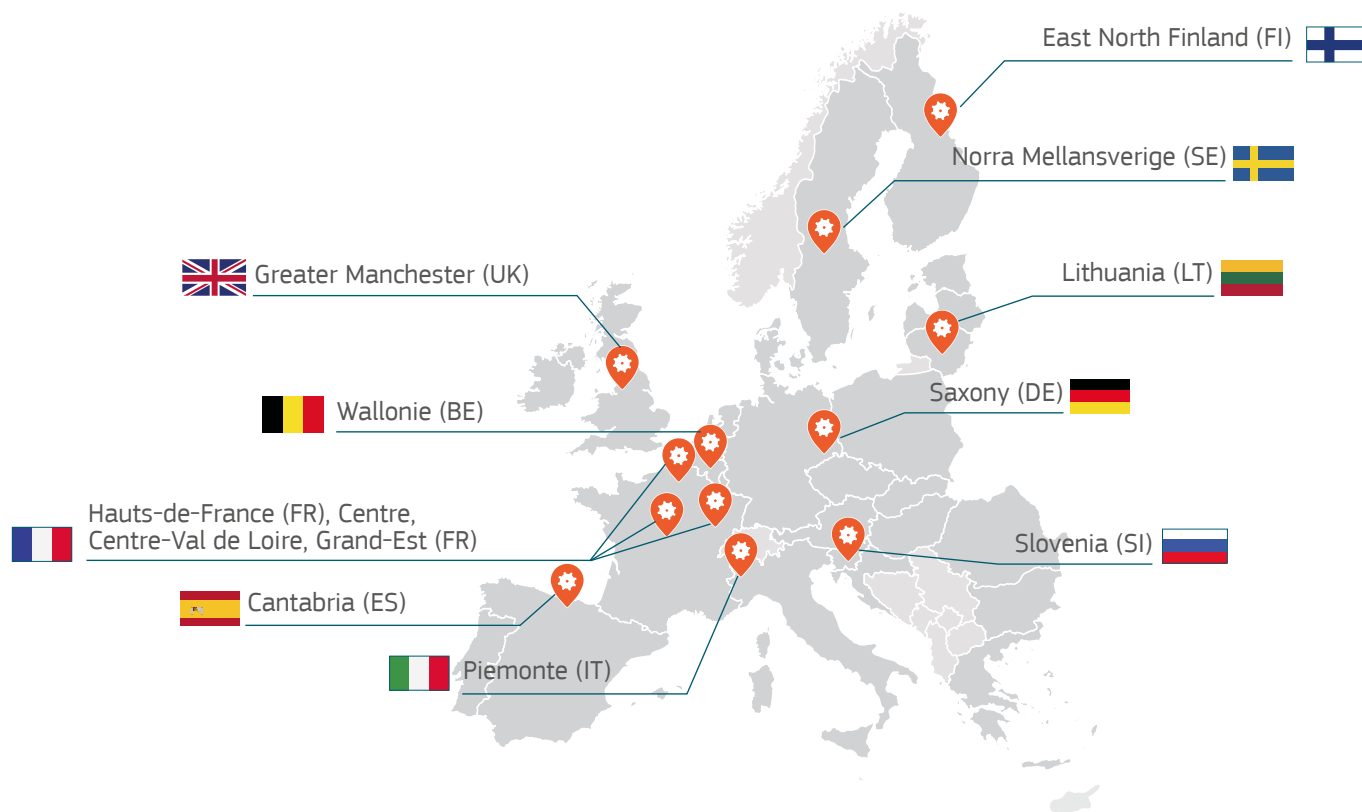 East North Finland (FI)
Norra Mellansverige (SE)
Greater Manchester (UK)
Lithuania (LT)
Saxony (DE)
Wallonie (BE)
Hauts-de-France (FR), Centre,
Centre-Val de Loire, Grand-Est (FR)
Slovenia (SI)
Cantabria (ES)
Piemonte (IT)